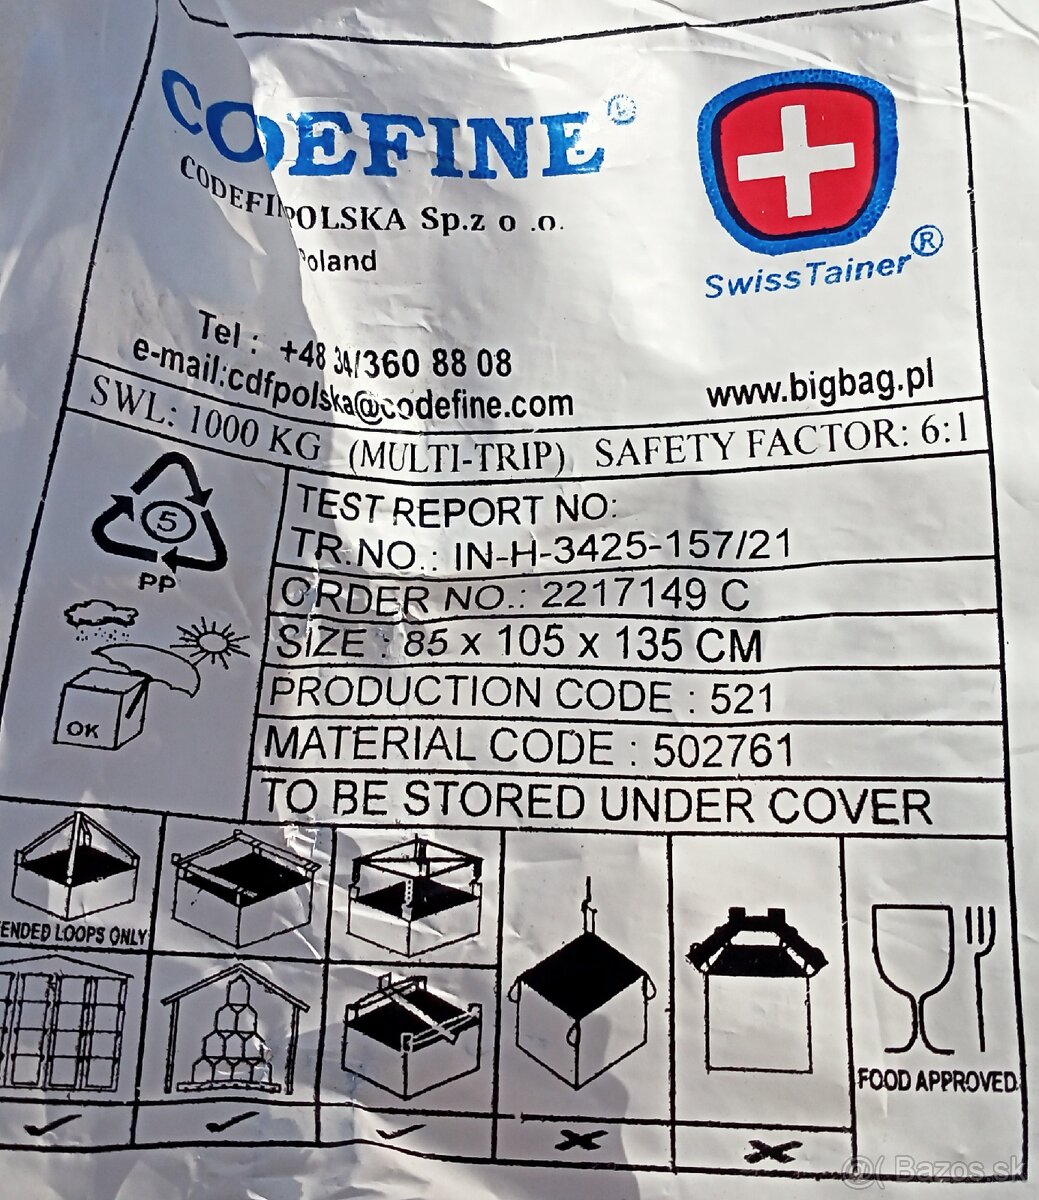 CODEFINE®
CODEFIN POLSKA Sp.z o .o.
Poland
SwissTainer®
Tel : +48 34/360 88 08
e-mail:cdfpolska@codefine.com
www.bigbag.pl
SWL: 1000 KG (MULTI-TRIP) SAFETY FACTOR: 6:1
5
PP
TEST REPORT NO:
TR.NO.: IN-H-3425-157/21
ORDER NO.: 2217149 C
SIZE : 85 x 105 x 135 CM
PRODUCTION CODE : 521
MATERIAL CODE : 502761
TO BE STORED UNDER COVER
OK
ENDED LOOPS ONLY
FOOD APPROVED
@( Bazos.sk